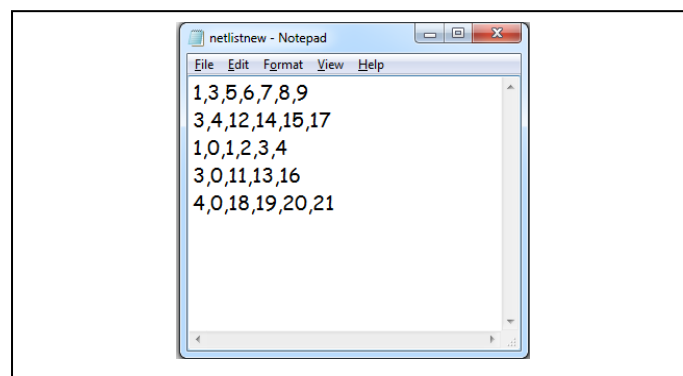 netlistnew - Notepad
File Edit Format View Help
1,3,5,6,7,8,9
3,4,12,14,15,17
1,0,1,2,3,4
3,0,11,13,16
4,0,18,19,20,21